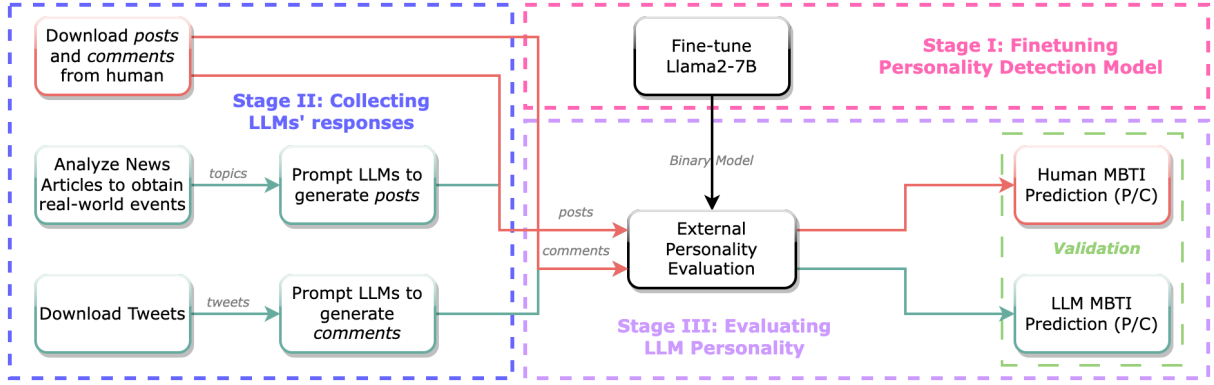 Download posts
and comments
from human
Stage II: Collecting
LLMs' responses
Analyze News
Articles to obtain
real-world events
topics
Prompt LLMs to
generate posts
Download Tweets
tweets
Prompt LLMs to
generate
comments
Fine-tune
Llama2-7B
Stage I: Finetuning
Personality Detection Model
Binary Model
posts
comments
External
Personality
Evaluation
Stage III: Evaluating
LLM Personality
Human MBTI
Prediction (P/C)
Validation
LLM MBTI
Prediction (P/C)